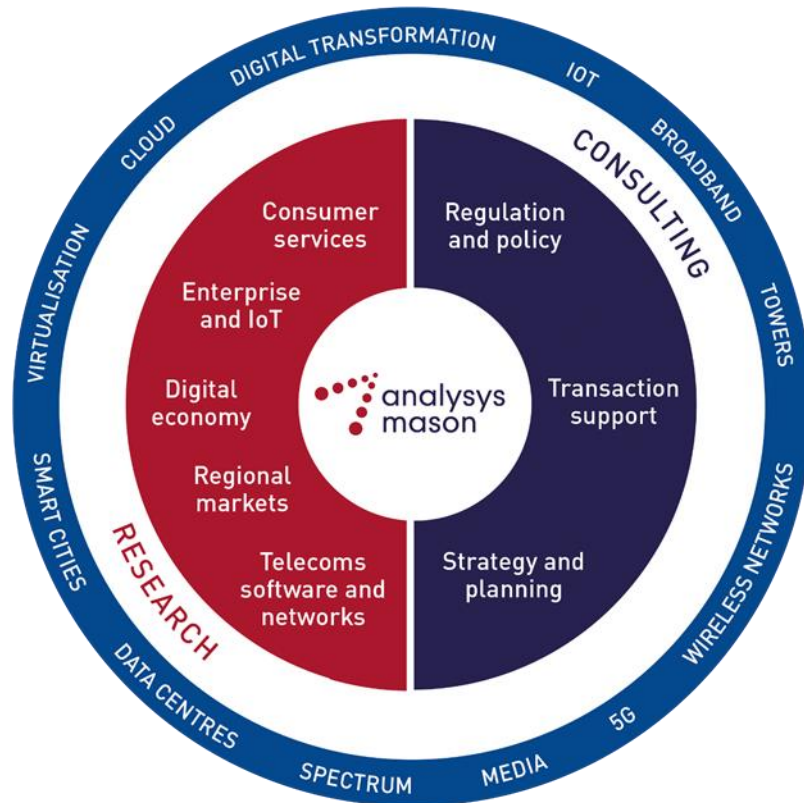 DIGITAL TRANSFORMATION
IOT
BROADBAND
TOWERS
WIRELESS NETWORKS
5G
MEDIA
SPECTRUM
DATA CENTRES
SMART CITIES
VIRTUALISATION
CLOUD
RESEARCH
Consumer
services
Enterprise
and IoT
Digital
economy
Regional
markets
Telecoms
software and
networks
analysys
mason
CONSULTING
Regulation
and policy
Transaction
support
Strategy and
planning